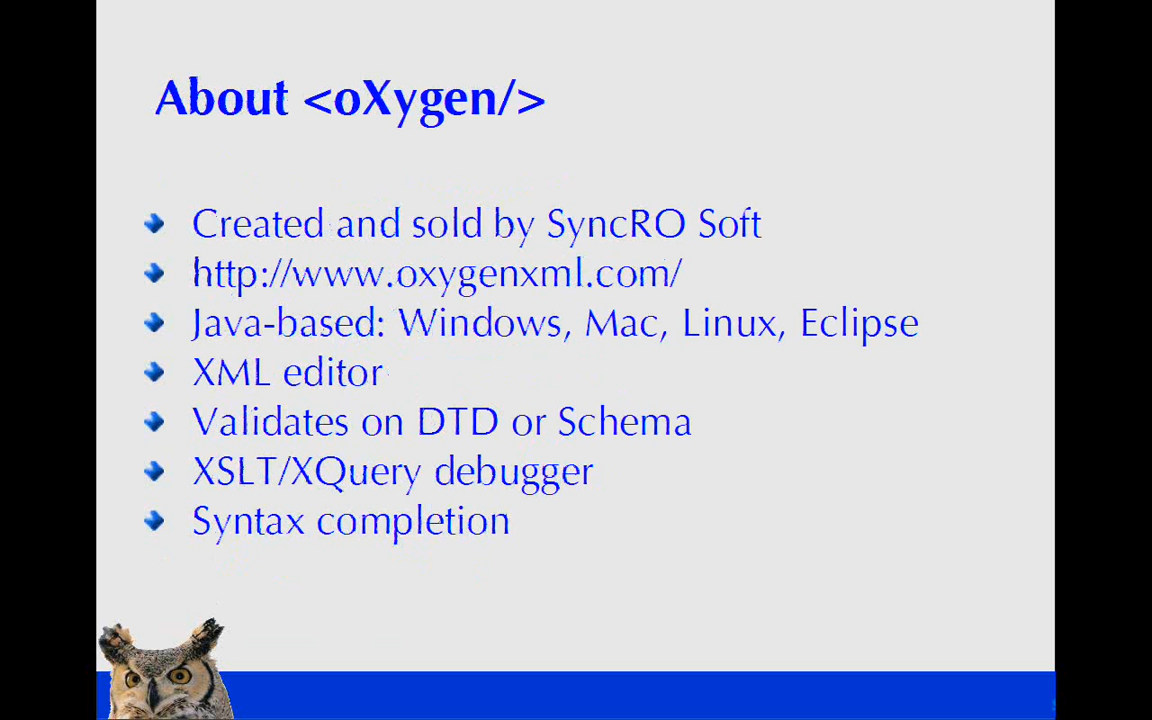 About <oXygen/>
Created and sold by SyncRO Soft
http://www.oxygenxml.com/
Java-based: Windows, Mac, Linux, Eclipse
XML editor
Validates on DTD or Schema
XSLT/XQuery debugger
Syntax completion